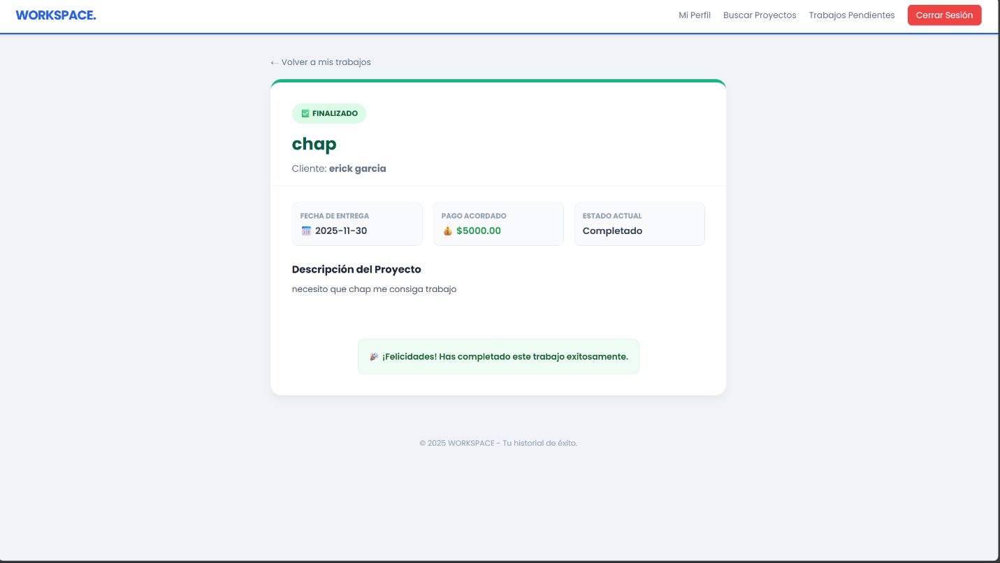 WORKSPACE.
Mi Perfil Buscar Proyectos Trabajos Pendientes Cerrar Sesión
← Volver a mis trabajos
✅ FINALIZADO
chap
Cliente: erick garcia
FECHA DE ENTREGA
📅 2025-11-30
PAGO ACORDADO
💰 $5000.00
ESTADO ACTUAL
Completado
Descripción del Proyecto
necesito que chap me consiga trabajo
🎉 ¡Felicidades! Has completado este trabajo exitosamente.
© 2025 WORKSPACE - Tu historial de éxito.